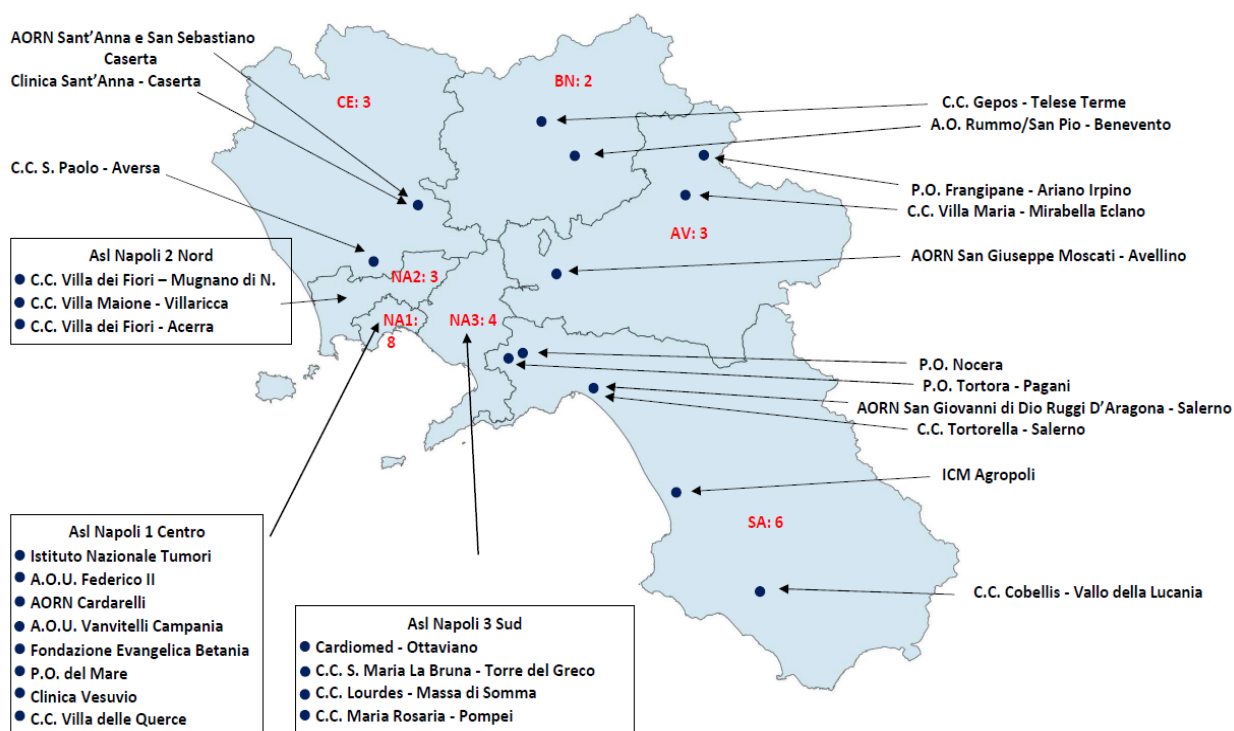 AORN Sant'Anna e San Sebastiano
Caserta
Clinica Sant'Anna - Caserta
C.C. S. Paolo - Aversa
CE: 3
BN: 2
C.C. Gepos - Telese Terme
A.O. Rummo/San Pio - Benevento
P.O. Frangipane - Ariano Irpino
C.C. Villa Maria - Mirabella Eclano
AV: 3
AORN San Giuseppe Moscati - Avellino
Asl Napoli 2 Nord
C.C. Villa dei Fiori – Mugnano di N.
C.C. Villa Maione - Villaricca
C.C. Villa dei Fiori - Acerra
NA2: 3
NA1:
8
NA3: 4
P.O. Nocera
P.O. Tortora - Pagani
AORN San Giovanni di Dio Ruggi D'Aragona - Salerno
C.C. Tortorella - Salerno
ICM Agropoli
SA: 6
C.C. Cobellis - Vallo della Lucania
Asl Napoli 1 Centro
Istituto Nazionale Tumori
A.O.U. Federico II
AORN Cardarelli
A.O.U. Vanvitelli Campania
Fondazione Evangelica Betania
P.O. del Mare
Clinica Vesuvio
C.C. Villa delle Querce
Asl Napoli 3 Sud
Cardiomed - Ottaviano
C.C. S. Maria La Bruna - Torre del Greco
C.C. Lourdes - Massa di Somma
C.C. Maria Rosaria - Pompei